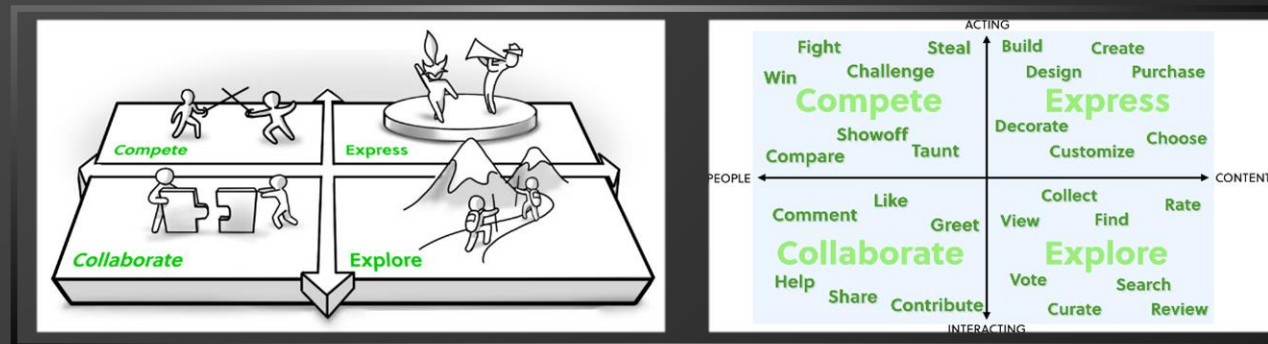 Compete
Express
Collaborate
Explore
ACTING
Fight Steal Build Create
Win Challenge Design Purchase
Compete Express
Showoff Decorate Choose
Compare Taunt Customize
PEOPLE CONTENT
Like Collect Rate
Comment Greet View Find
Collaborate Explore
Help Vote Search
Share Contribute Curate Review
INTERACTING